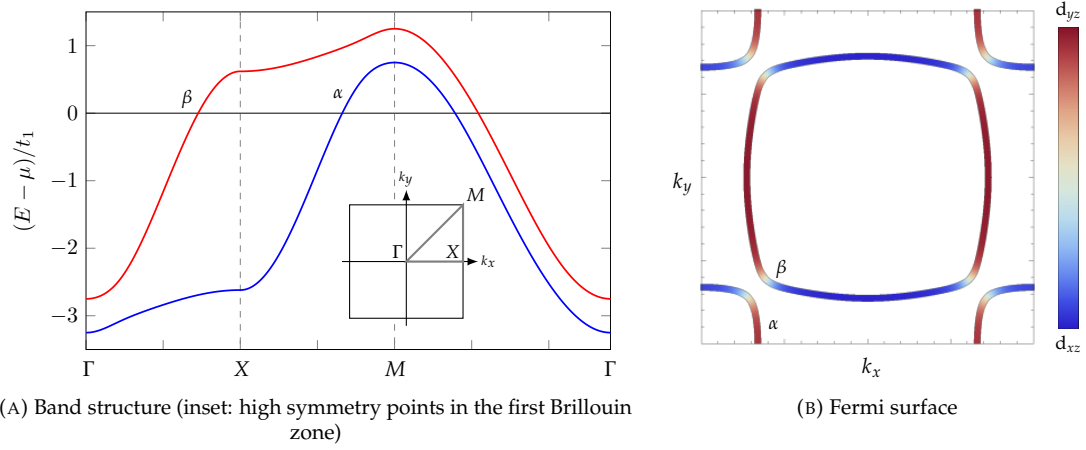 1
0
−1
−2
−3
(E − μ)/t₁
β
α
k_y
M
Γ
X
k_x
Γ
X
M
Γ
(A) Band structure (inset: high symmetry points in the first Brillouin
zone)
k_y
β
α
k_x
d_yz
d_xz
(B) Fermi surface